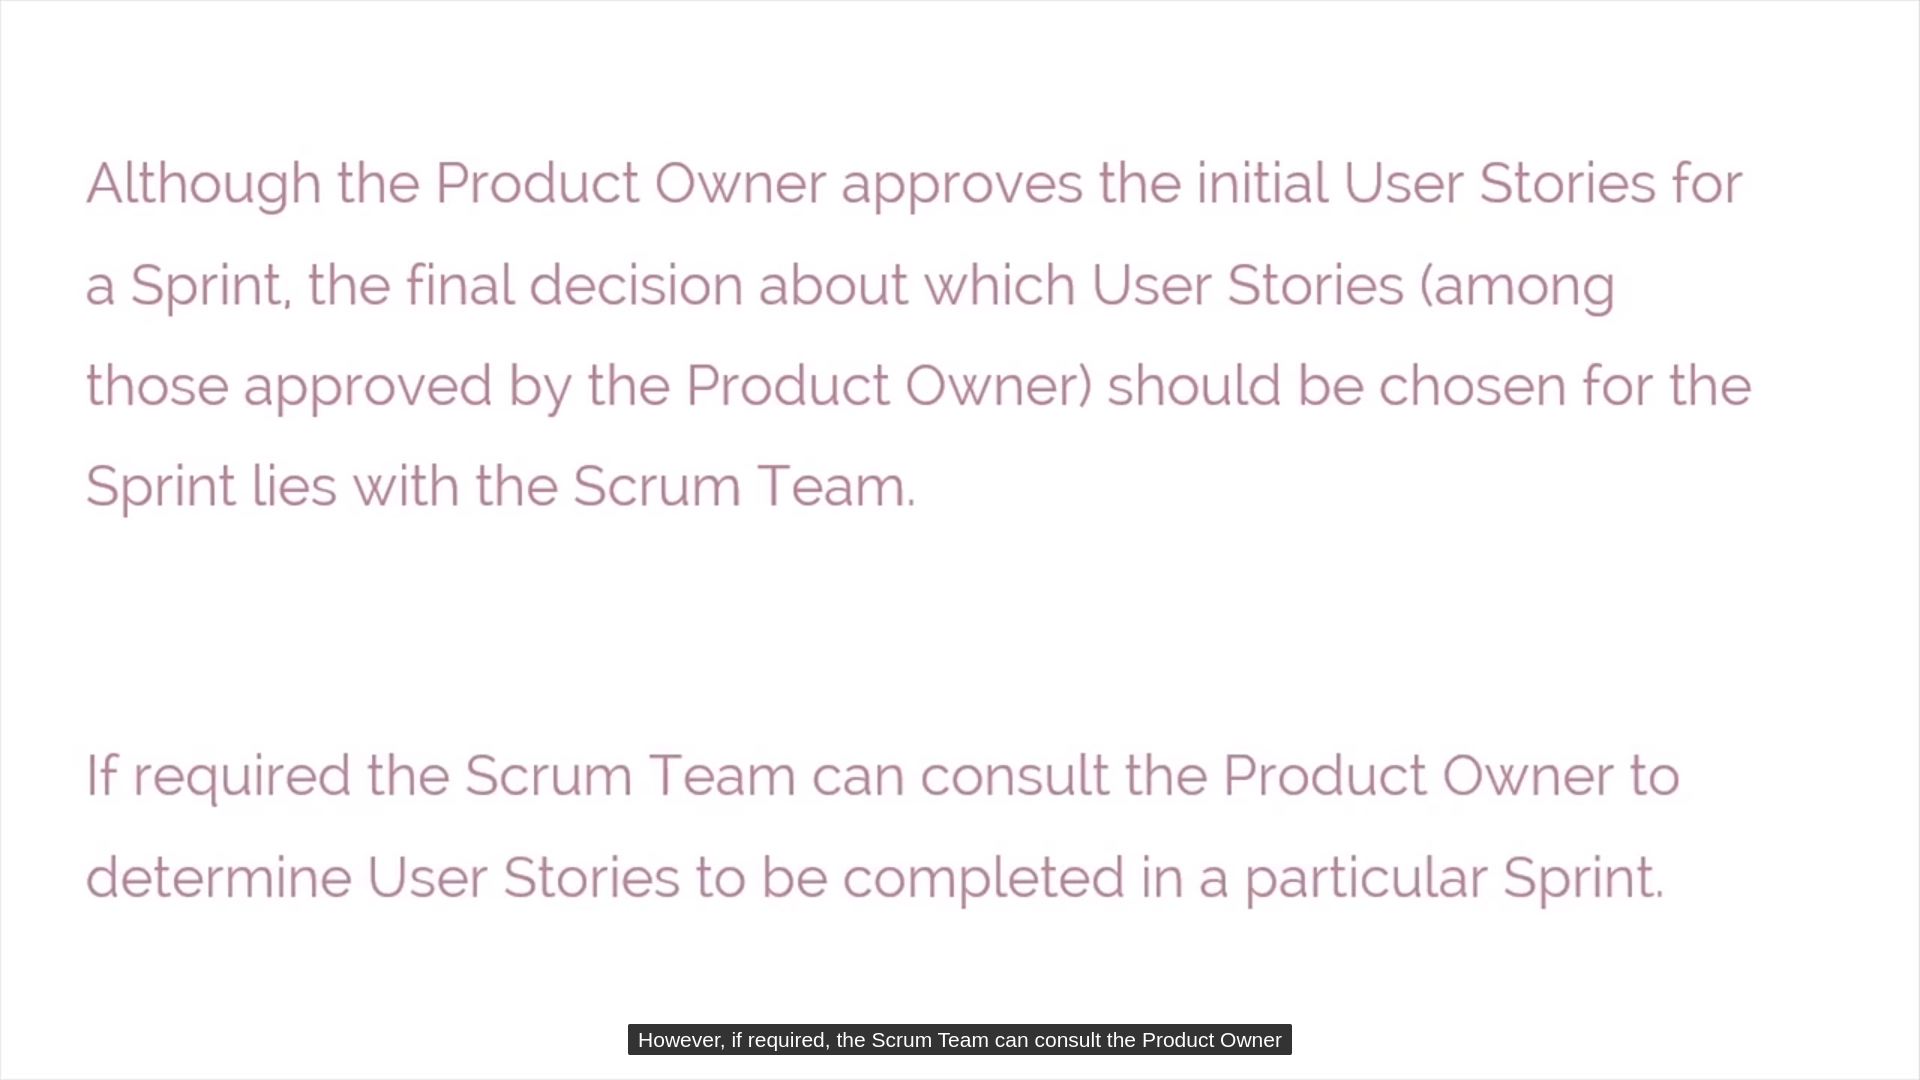 Although the Product Owner approves the initial User Stories for
a Sprint, the final decision about which User Stories (among
those approved by the Product Owner) should be chosen for the
Sprint lies with the Scrum Team.
If required the Scrum Team can consult the Product Owner to
determine User Stories to be completed in a particular Sprint.
However, if required, the Scrum Team can consult the Product Owner